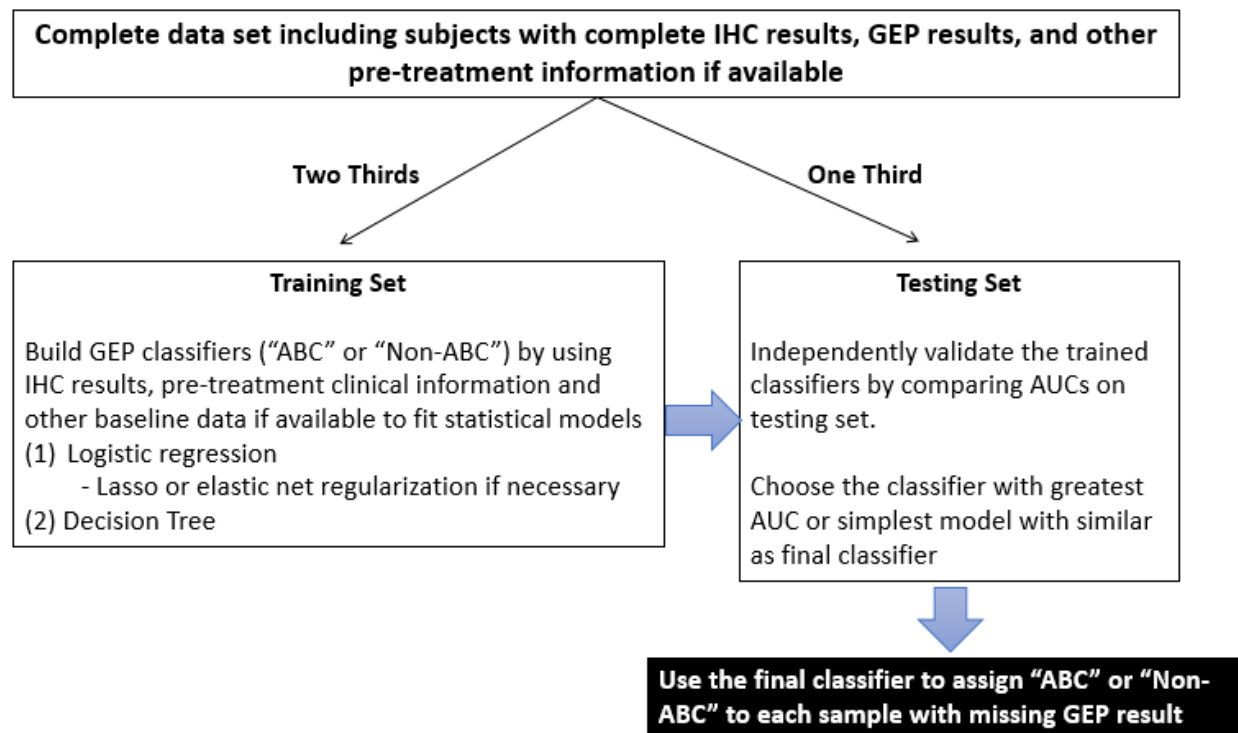 Complete data set including subjects with complete IHC results, GEP results, and other
pre-treatment information if available
Two Thirds
One Third
Training Set
Build GEP classifiers (“ABC” or “Non-ABC”) by using
IHC results, pre-treatment clinical information and
other baseline data if available to fit statistical models
(1) Logistic regression
- Lasso or elastic net regularization if necessary
(2) Decision Tree
Testing Set
Independently validate the trained
classifiers by comparing AUCs on
testing set.
Choose the classifier with greatest
AUC or simplest model with similar
as final classifier
Use the final classifier to assign “ABC” or “Non-
ABC” to each sample with missing GEP result